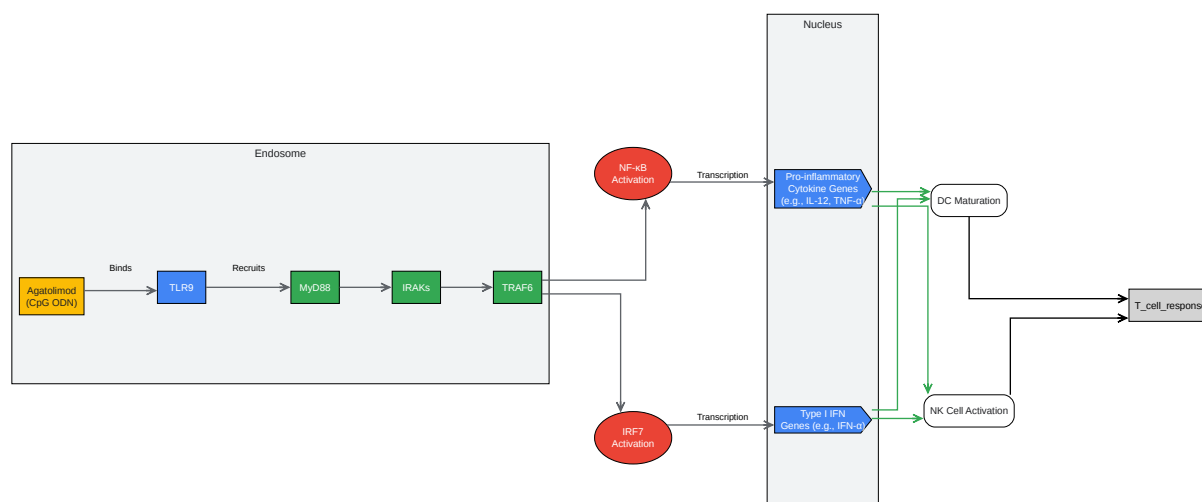 Nucleus
Endosome
NF-κB
Activation
Transcription
Pro-inflammatory
Cytokine Genes
(e.g., IL-12, TNF-α)
DC Maturation
Binds
Recruits
Agatolimod
(CpG ODN)
TLR9
MyD88
IRAKs
TRAF6
T_cell_response
IRF7
Activation
Transcription
Type I IFN
Genes (e.g., IFN-α)
NK Cell Activation